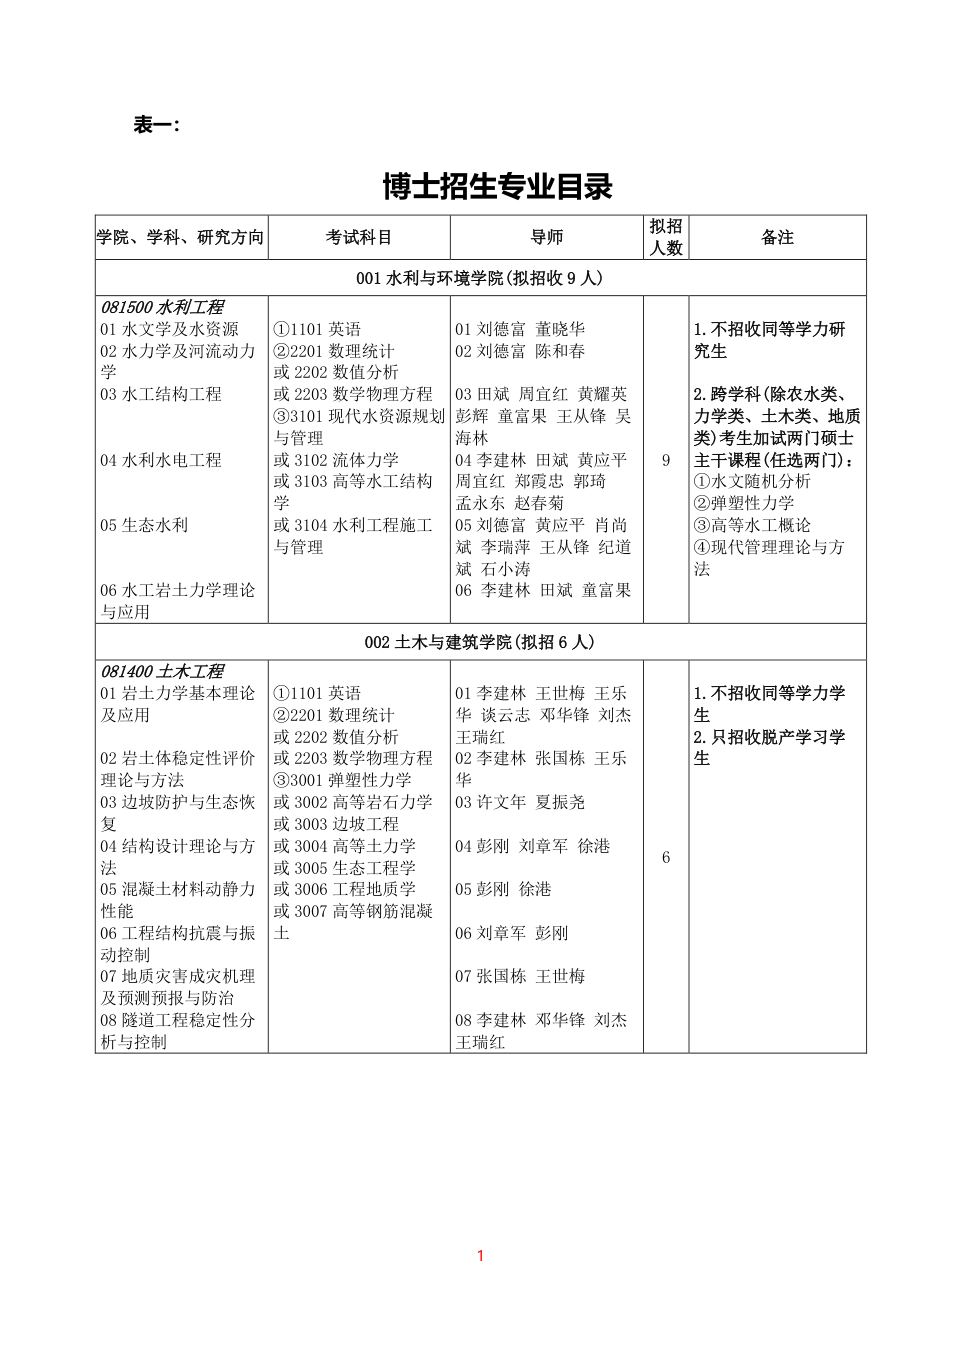 表一：
博士招生专业目录
学院、学科、研究方向
考试科目
导师
拟招
人数
备注
001 水利与环境学院(拟招收 9 人)
081500 水利工程
01 水文学及水资源
02 水力学及河流动力
学
03 水工结构工程
04 水利水电工程
05 生态水利
06 水工岩土力学理论
与应用
①1101 英语
②2201 数理统计
或 2202 数值分析
或 2203 数学物理方程
③3101 现代水资源规划
与管理
或 3102 流体力学
或 3103 高等水工结构
学
或 3104 水利工程施工
与管理
01 刘德富 董晓华
02 刘德富 陈和春
03 田斌 周宜红 黄耀英
彭辉 童富果 王从锋 吴
海林
04 李建林 田斌 黄应平
周宜红 郑霞忠 郭琦
孟永东 赵春菊
05 刘德富 黄应平 肖尚
斌 李瑞萍 王从锋 纪道
斌 石小涛
06 李建林 田斌 童富果
9
1.不招收同等学力研
究生
2.跨学科(除农水类、
力学类、土木类、地质
类)考生加试两门硕士
主干课程(任选两门)：
①水文随机分析
②弹塑性力学
③高等水工概论
④现代管理理论与方
法
002 土木与建筑学院(拟招 6 人)
081400 土木工程
01 岩土力学基本理论
及应用
02 岩土体稳定性评价
理论与方法
03 边坡防护与生态恢
复
04 结构设计理论与方
法
05 混凝土材料动静力
性能
06 工程结构抗震与振
动控制
07 地质灾害成灾机理
及预测预报与防治
08 隧道工程稳定性分
析与控制
①1101 英语
②2201 数理统计
或 2202 数值分析
或 2203 数学物理方程
③3001 弹塑性力学
或 3002 高等岩石力学
或 3003 边坡工程
或 3004 高等土力学
或 3005 生态工程学
或 3006 工程地质学
或 3007 高等钢筋混凝
土
01 李建林 王世梅 王乐
华 谈云志 邓华锋 刘杰
王瑞红
02 李建林 张国栋 王乐
华
03 许文年 夏振尧
04 彭刚 刘章军 徐港
05 彭刚 徐港
06 刘章军 彭刚
07 张国栋 王世梅
08 李建林 邓华锋 刘杰
王瑞红
6
1.不招收同等学力学
生
2.只招收脱产学习学
生
1